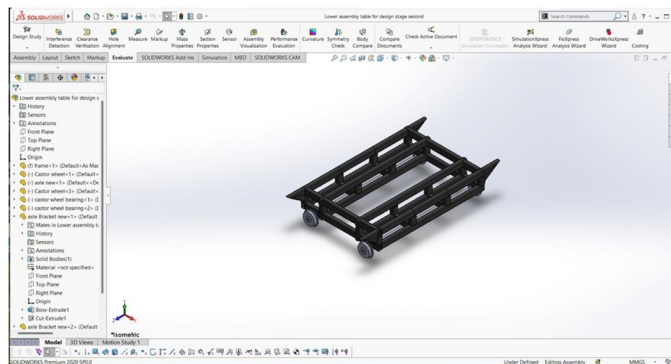 SOLIDWORKS
Lower assembly table for design stage second
Search Commands
Design Study
Interference Detection
Clearance Verification
Hole Alignment
Measure
Markup
Mass Properties
Section Properties
Sensor
Assembly Visualization
Performance Evaluation
Curvature
Symmetry Check
Body Compare
Compare Documents
Check Active Document
SimulationXpress Analysis Wizard
FloXpress Analysis Wizard
DriveWorksXpress Wizard
Costing
Assembly Layout Sketch Markup Evaluate SOLIDWORKS Add-Ins Simulation MBD SOLIDWORKS CAM
Lower assembly table for design s
History
Sensors
Annotations
Front Plane
Top Plane
Right Plane
Origin
(f) frame<1> (Default<As Mac
(-) Castor wheel<1> (Default<
(-) axle new<1> (Default<<De
(-) Castor wheel<3> (Default<
(-) castor wheel bearing<1> (D
(-) castor wheel bearing<2> (D
axle Bracket new<1> (Default
Mates in Lower assembly t
History
Sensors
Annotations
Solid Bodies(1)
Material <not specified>
Front Plane
Top Plane
Right Plane
Origin
Boss-Extrude1
Cut-Extrude1
axle Bracket new<2> (Default
*Isometric
Model 3D Views Motion Study 1
SOLIDWORKS Premium 2020 SP0.0
Under Defined Editing Assembly MMGS